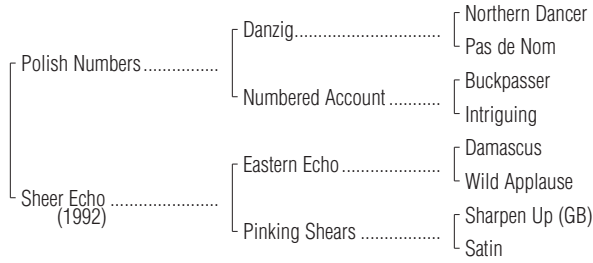 Northern Dancer
Danzig..............................
Pas de Nom
Polish Numbers................
Buckpasser
Numbered Account ...........
Intriguing
Damascus
Eastern Echo.....................
Wild Applause
Sheer Echo .......................
(1992)
Sharpen Up (GB)
Pinking Shears .................
Satin